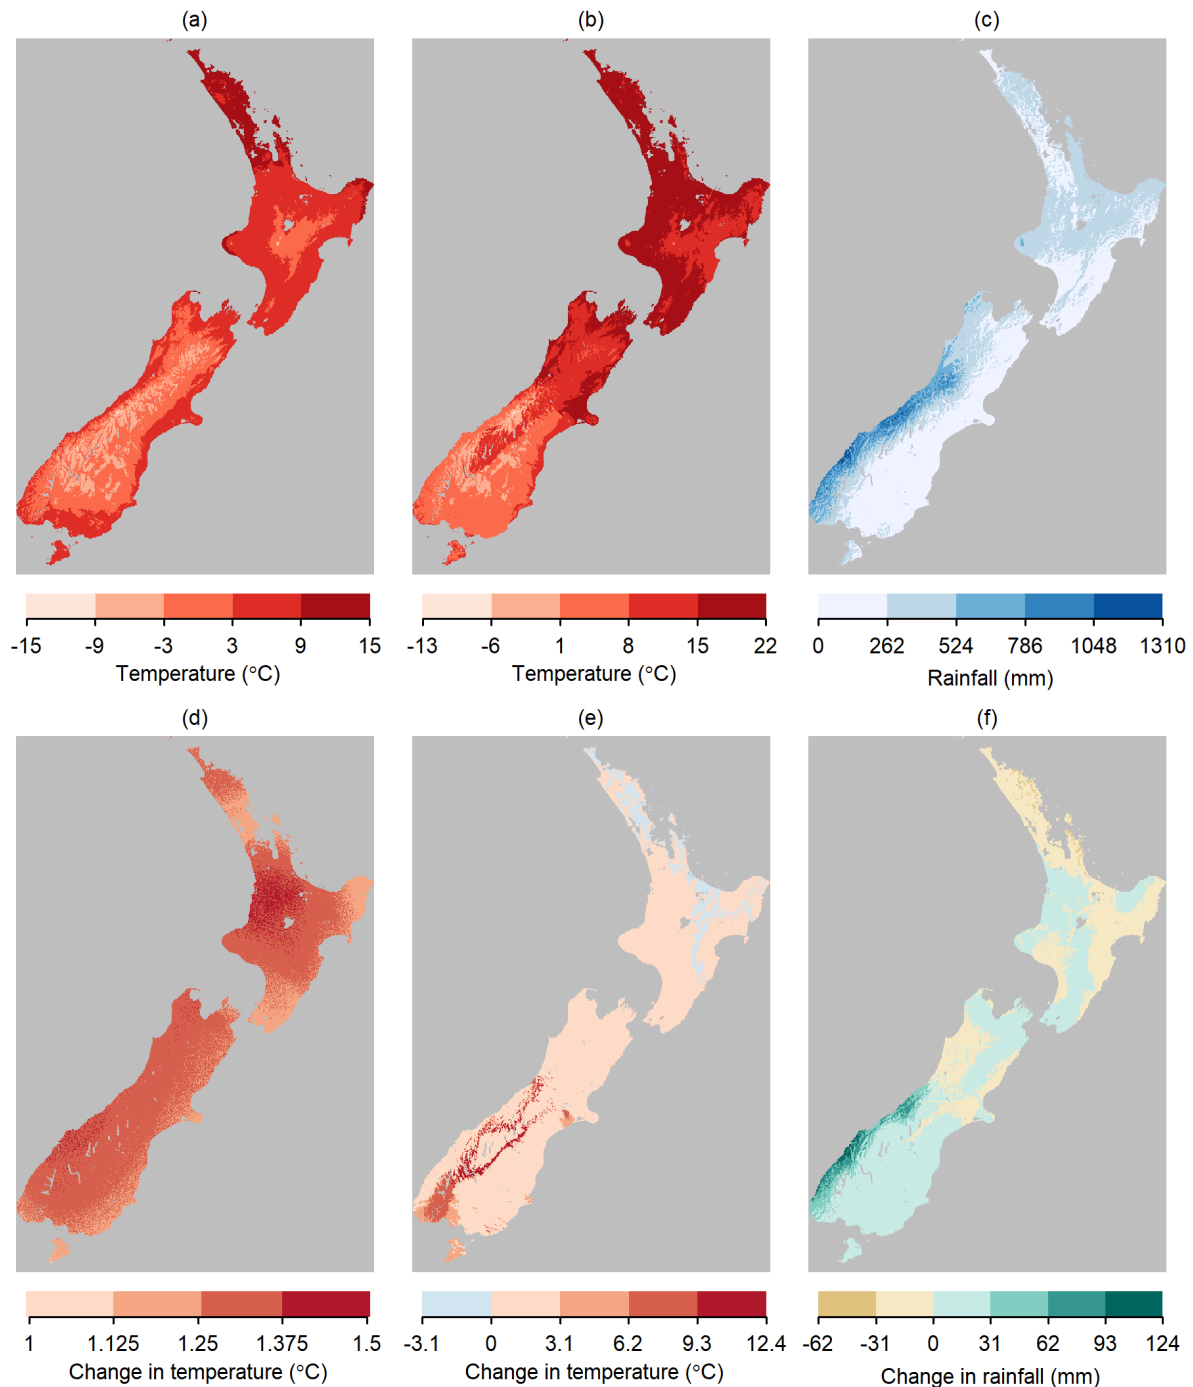 (a) (b) (c)
-15 -9 -3 3 9 15 -13 -6 1 8 15 22 0 262 524 786 1048 1310
Temperature (°C) Temperature (°C) Rainfall (mm)
(d) (e) (f)
1 1.125 1.25 1.375 1.5 -3.1 0 3.1 6.2 9.3 12.4 -62 -31 0 31 62 93 124
Change in temperature (°C) Change in temperature (°C) Change in rainfall (mm)